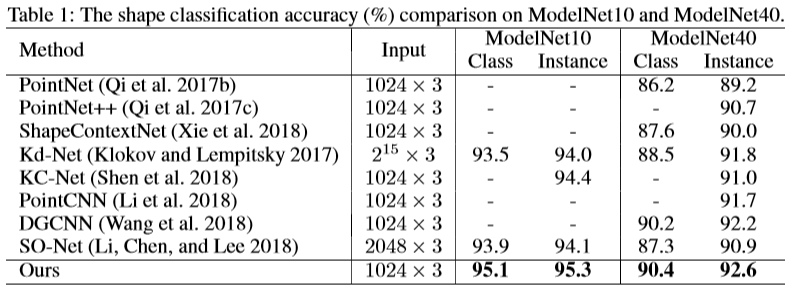 Table 1: The shape classification accuracy (%) comparison on ModelNet10 and ModelNet40.
Method Input ModelNet10 ModelNet40
Class Instance Class Instance
PointNet (Qi et al. 2017b) 1024 × 3 - - 86.2 89.2
PointNet++ (Qi et al. 2017c) 1024 × 3 - - - 90.7
ShapeContextNet (Xie et al. 2018) 1024 × 3 - - 87.6 90.0
Kd-Net (Klokov and Lempitsky 2017) 2¹⁵ × 3 93.5 94.0 88.5 91.8
KC-Net (Shen et al. 2018) 1024 × 3 - 94.4 - 91.0
PointCNN (Li et al. 2018) 1024 × 3 - - - 91.7
DGCNN (Wang et al. 2018) 1024 × 3 - - 90.2 92.2
SO-Net (Li, Chen, and Lee 2018) 2048 × 3 93.9 94.1 87.3 90.9
Ours 1024 × 3 95.1 95.3 90.4 92.6